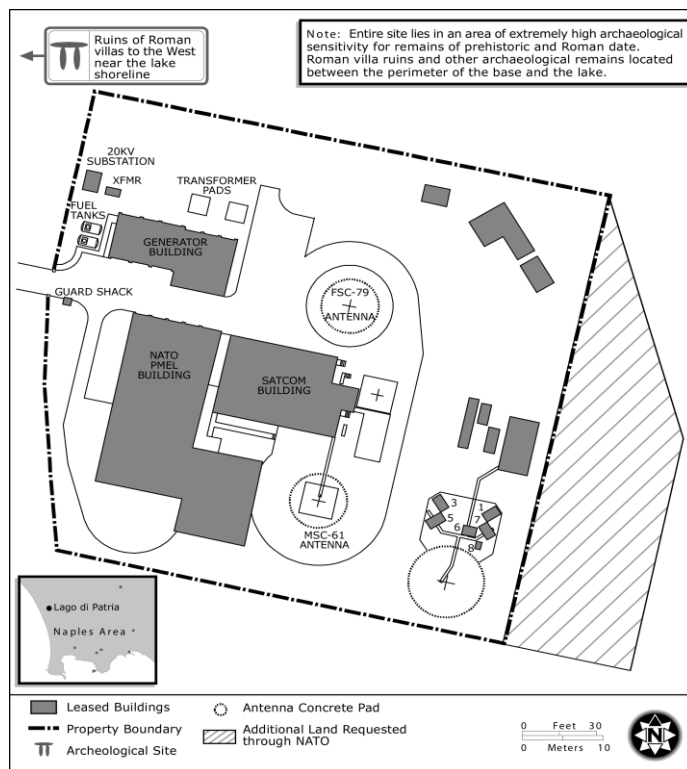 Ruins of Roman
villas to the West
near the lake
shoreline
Note: Entire site lies in an area of extremely high archaeological
sensitivity for remains of prehistoric and Roman date.
Roman villa ruins and other archaeological remains located
between the perimeter of the base and the lake.
20KV
SUBSTATION
XFMR
TRANSFORMER
PADS
FUEL
TANKS
GENERATOR
BUILDING
GUARD SHACK
FSC-79
ANTENNA
NATO
PMEL
BUILDING
SATCOM
BUILDING
MSC-61
ANTENNA
3
1
5
7
6
8
Lago di Patria
Naples Area
Leased Buildings
Property Boundary
Archeological Site
Antenna Concrete Pad
Additional Land Requested
through NATO
0 Feet 30
0 Meters 10
N